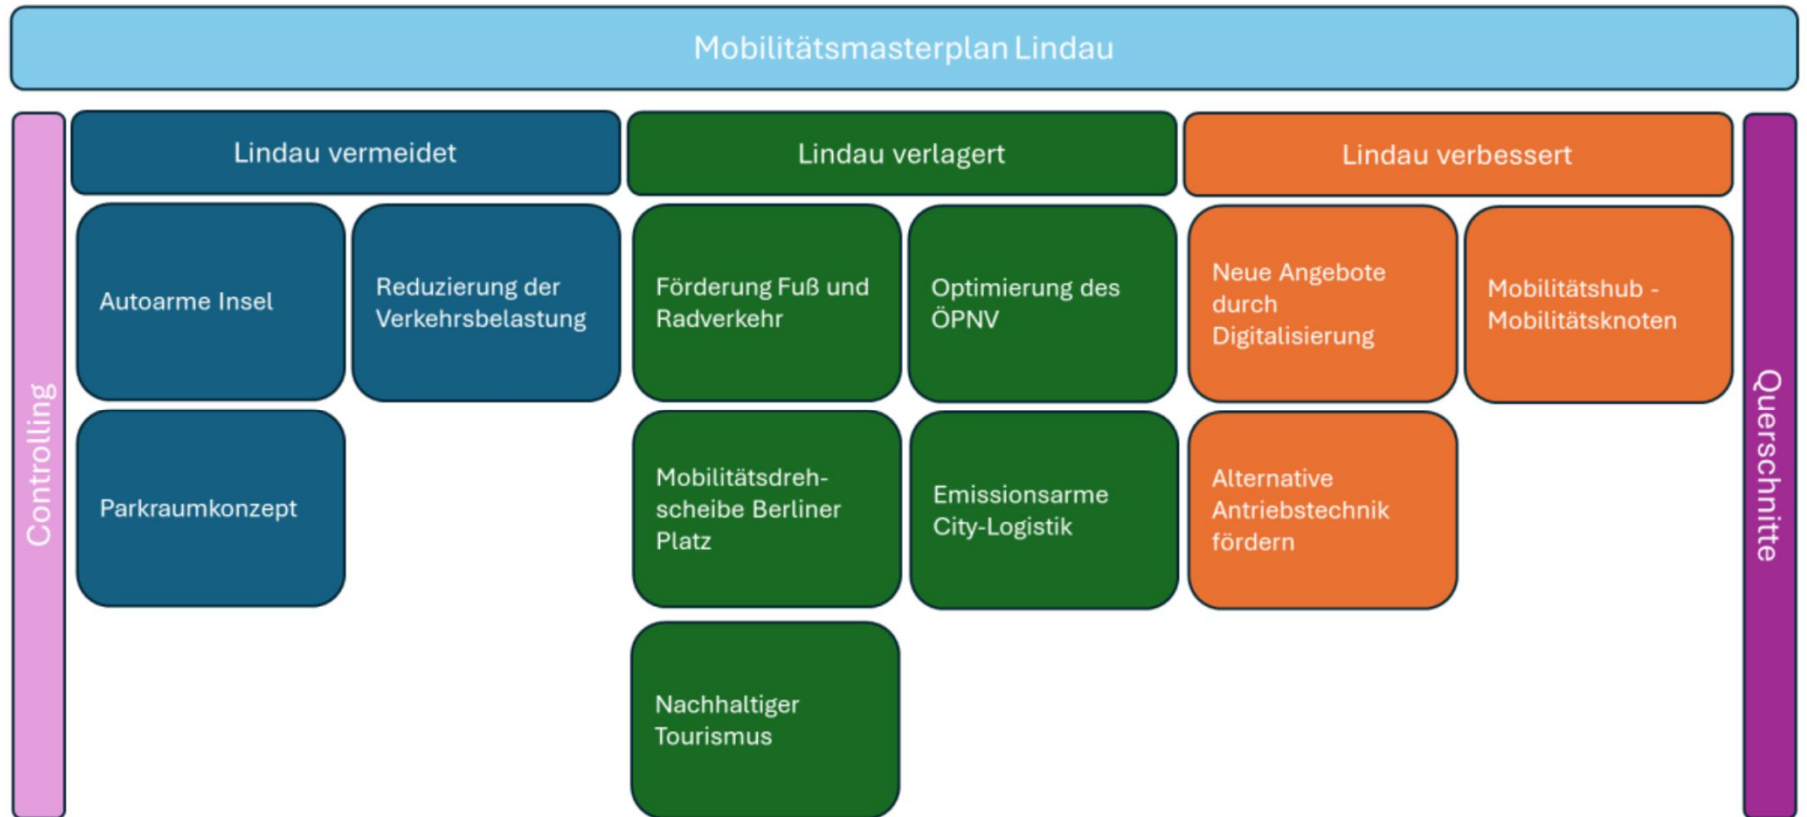 Mobilitätsmasterplan Lindau
Controlling
Lindau vermeidet
Autoarme Insel
Reduzierung der
Verkehrsbelastung
Parkraumkonzept
Lindau verlagert
Förderung Fuß und
Radverkehr
Optimierung des
ÖPNV
Mobilitätsdreh-
scheibe Berliner
Platz
Emissionsarme
City-Logistik
Nachhaltiger
Tourismus
Lindau verbessert
Neue Angebote
durch
Digitalisierung
Mobilitätshub -
Mobilitätsknoten
Alternative
Antriebstechnik
fördern
Querschnitte